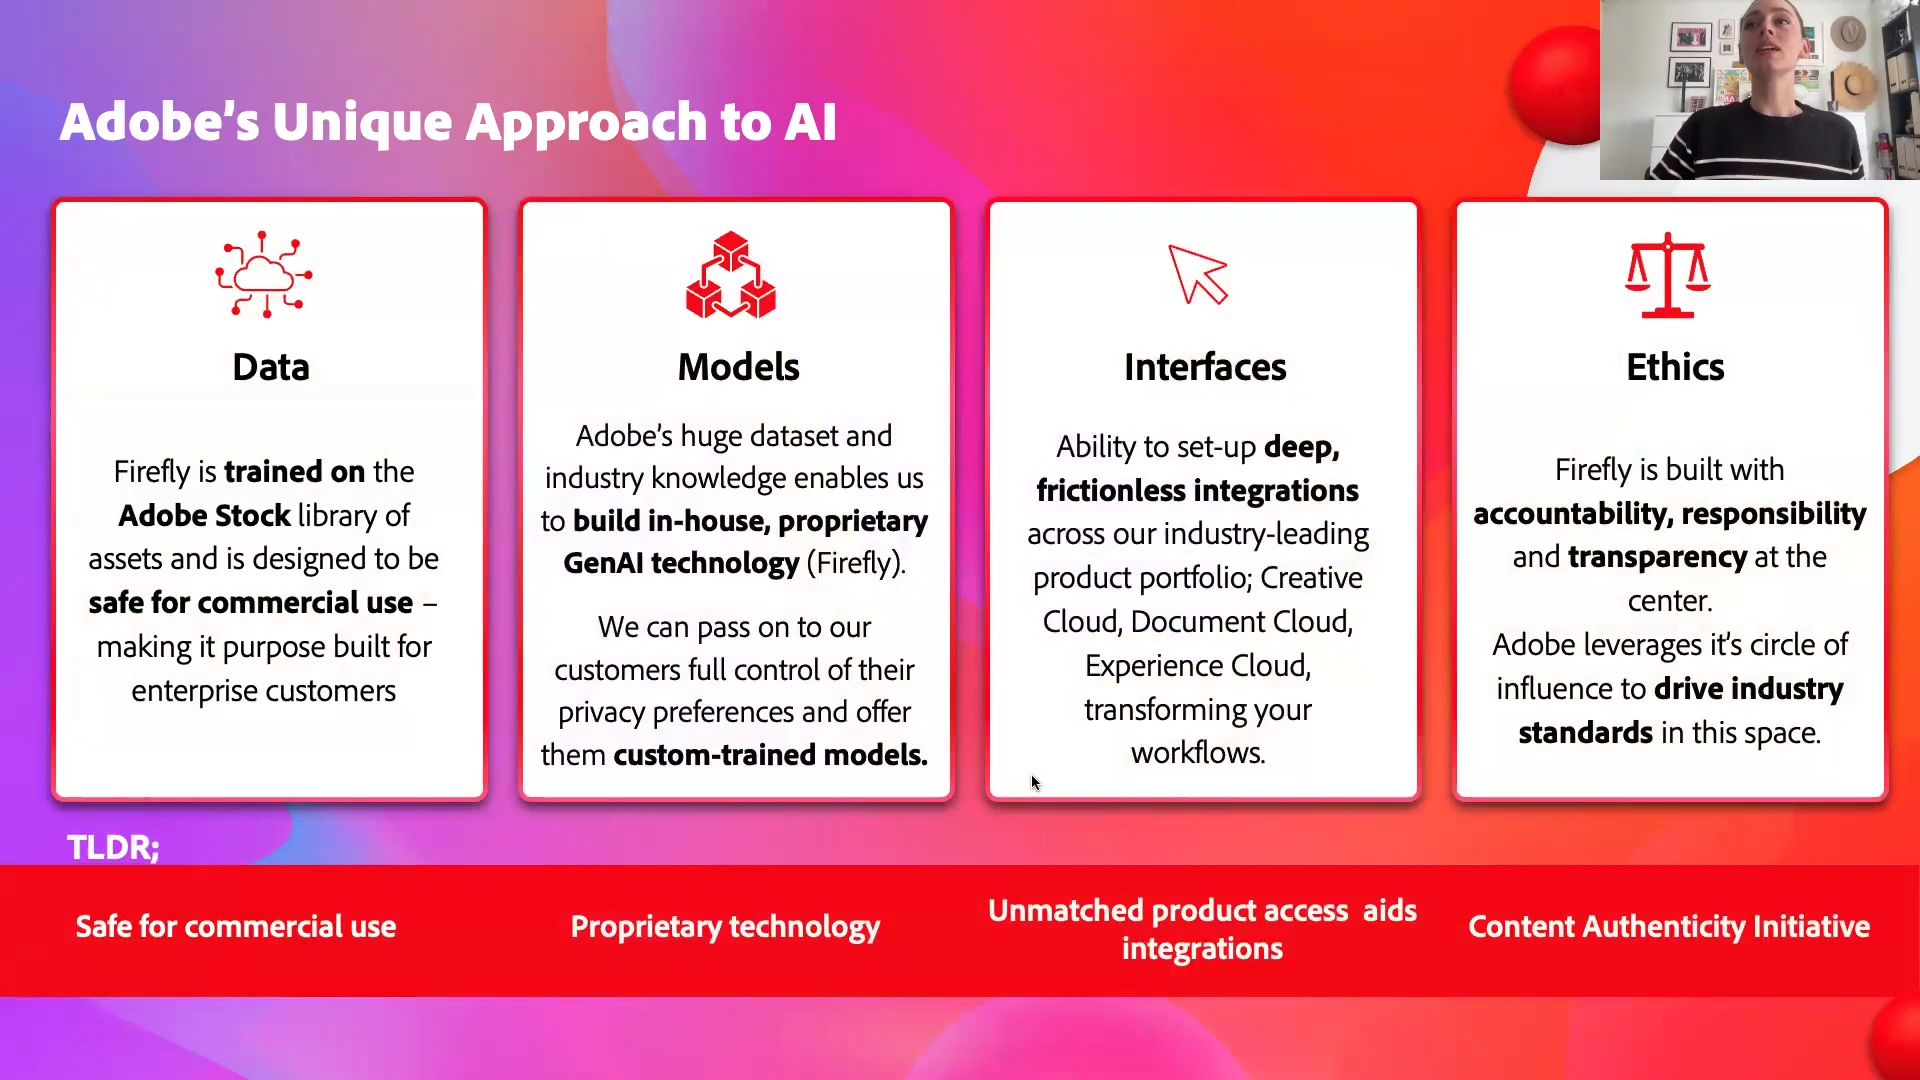 Adobe's Unique Approach to AI
Data
Firefly is trained on the
Adobe Stock library of
assets and is designed to be
safe for commercial use –
making it purpose built for
enterprise customers
Models
Adobe's huge dataset and
industry knowledge enables us
to build in-house, proprietary
GenAI technology (Firefly).
We can pass on to our
customers full control of their
privacy preferences and offer
them custom-trained models.
Interfaces
Ability to set-up deep,
frictionless integrations
across our industry-leading
product portfolio; Creative
Cloud, Document Cloud,
Experience Cloud,
transforming your
workflows.
Ethics
Firefly is built with
accountability, responsibility
and transparency at the
center.
Adobe leverages it's circle of
influence to drive industry
standards in this space.
TLDR;
Safe for commercial use
Proprietary technology
Unmatched product access  aids
integrations
Content Authenticity Initiative